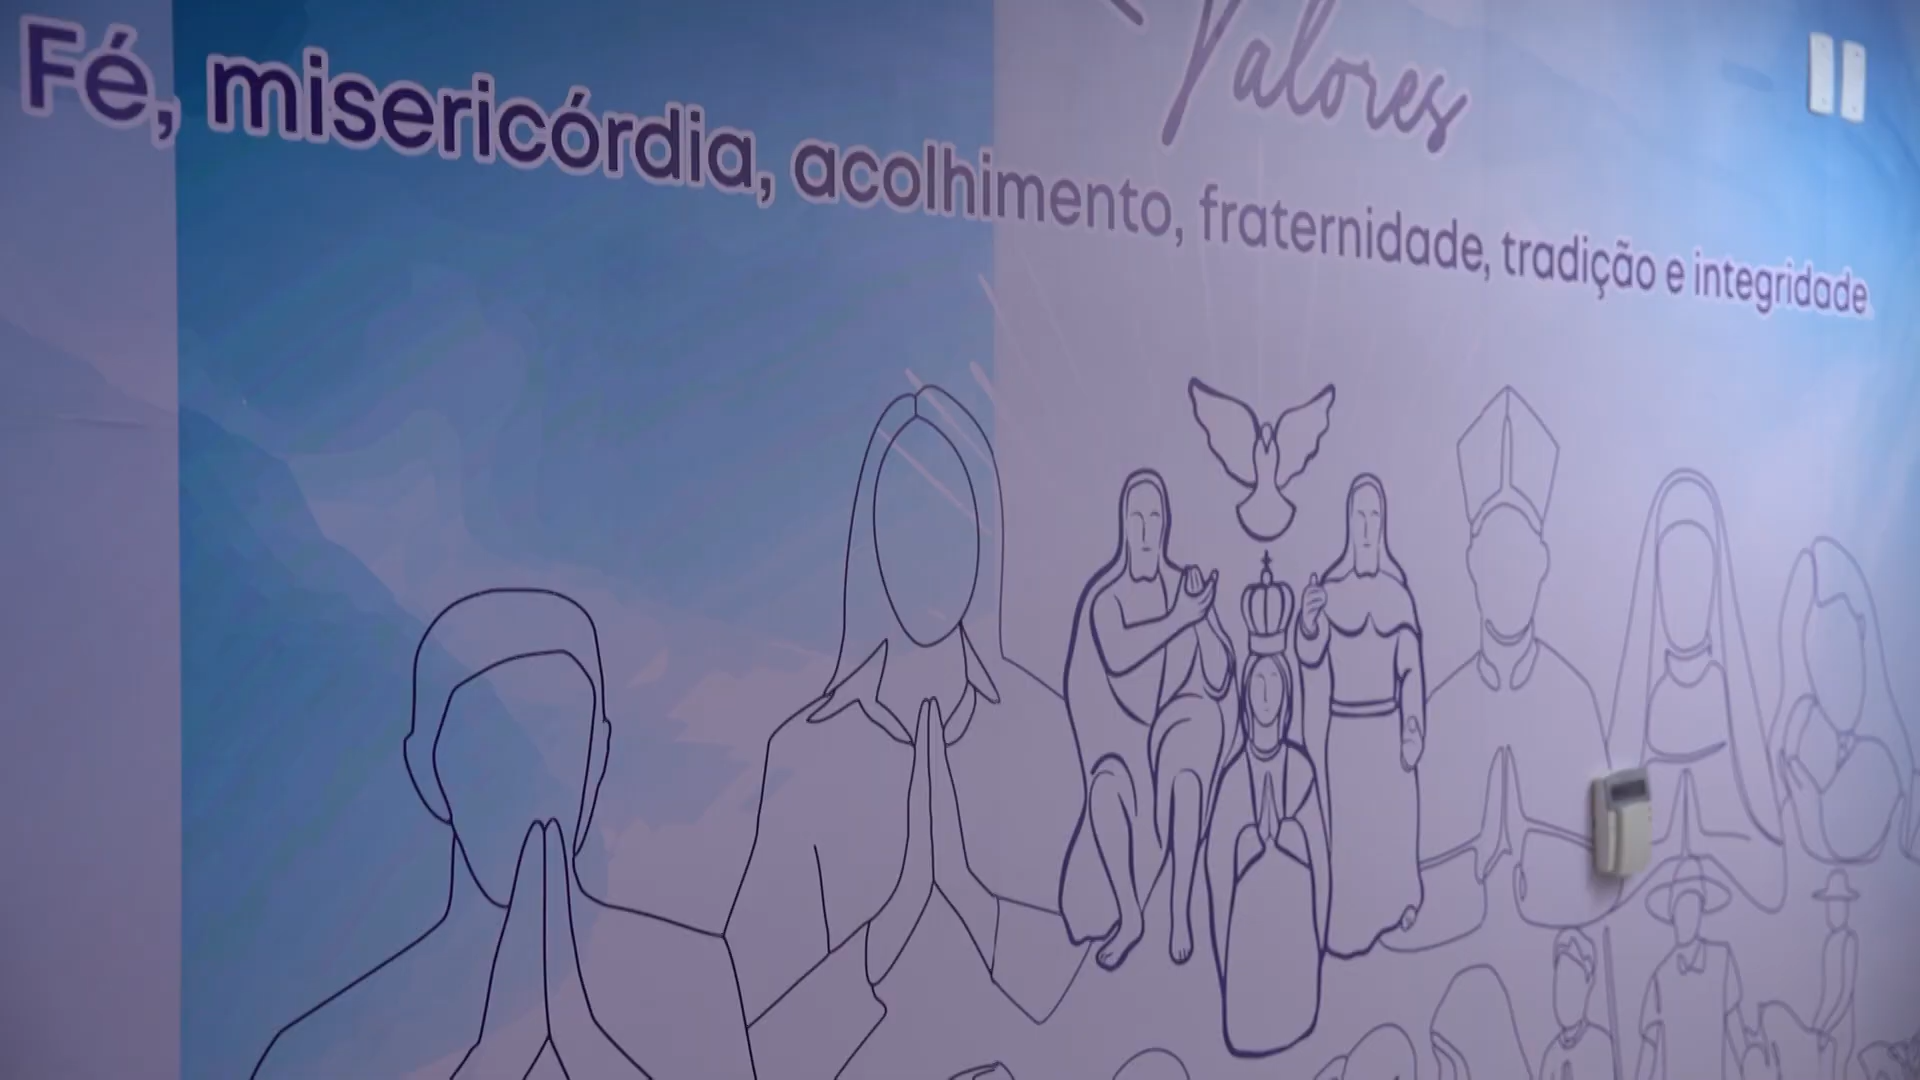 Valores
Fé, misericórdia, acolhimento, fraternidade, tradição e integridade